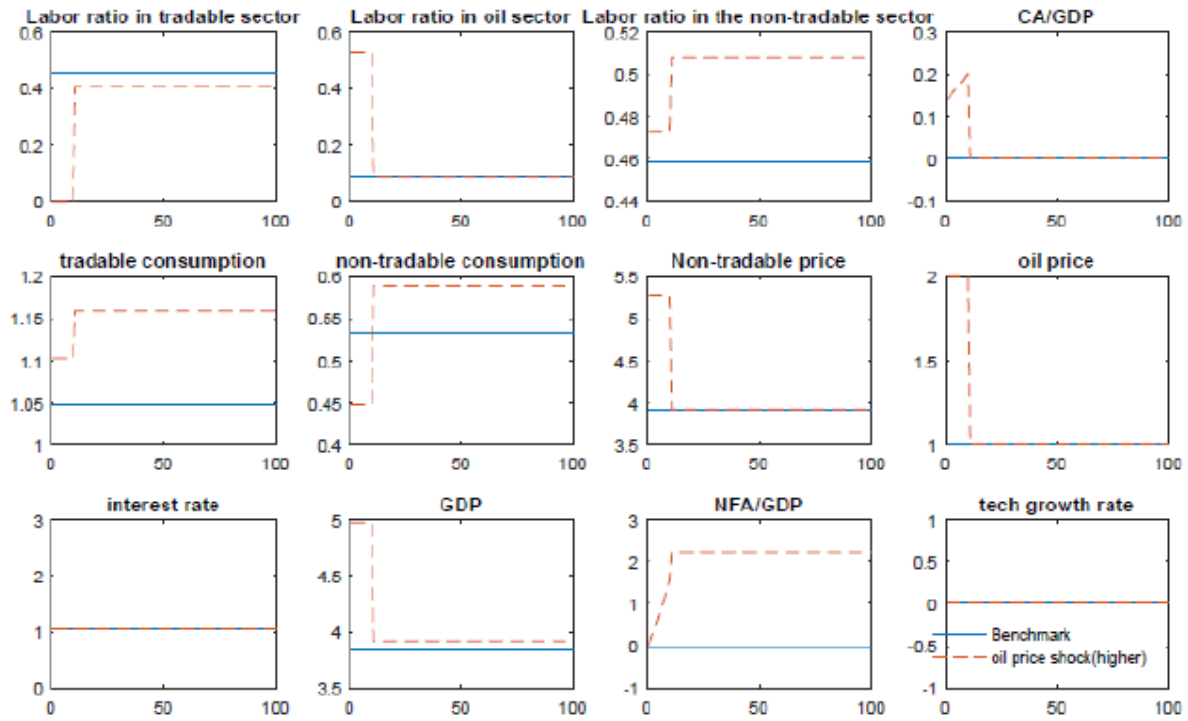 Labor ratio in tradable sector
Labor ratio in oil sector
Labor ratio in the non-tradable sector
CA/GDP
0.6
0.4
0.2
0
0 50 100
0.6
0.4
0.2
0
0 50 100
0.52
0.5
0.48
0.46
0.44
0 50 100
0.3
0.2
0.1
0
-0.1
0 50 100
tradable consumption
non-tradable consumption
Non-tradable price
oil price
1.2
1.15
1.1
1.05
1
0 50 100
0.6
0.55
0.5
0.45
0.4
0 50 100
5.5
5
4.5
4
3.5
0 50 100
2
1.5
1
0 50 100
interest rate
GDP
NFA/GDP
tech growth rate
3
2
1
0
0 50 100
5
4.5
4
3.5
0 50 100
3
2
1
0
-1
0 50 100
1
0.5
0
-0.5
-1
0 50 100
Benchmark
oil price shock(higher)